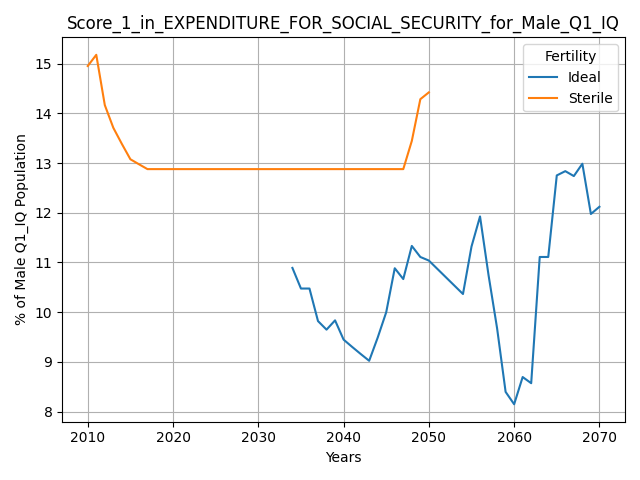 Score_1_in_EXPENDITURE_FOR_SOCIAL_SECURITY_for_Male_Q1_IQ
Fertility
Ideal
Sterile
% of Male Q1_IQ Population
15
14
13
12
11
10
9
8
2010 2020 2030 2040 2050 2060 2070
Years